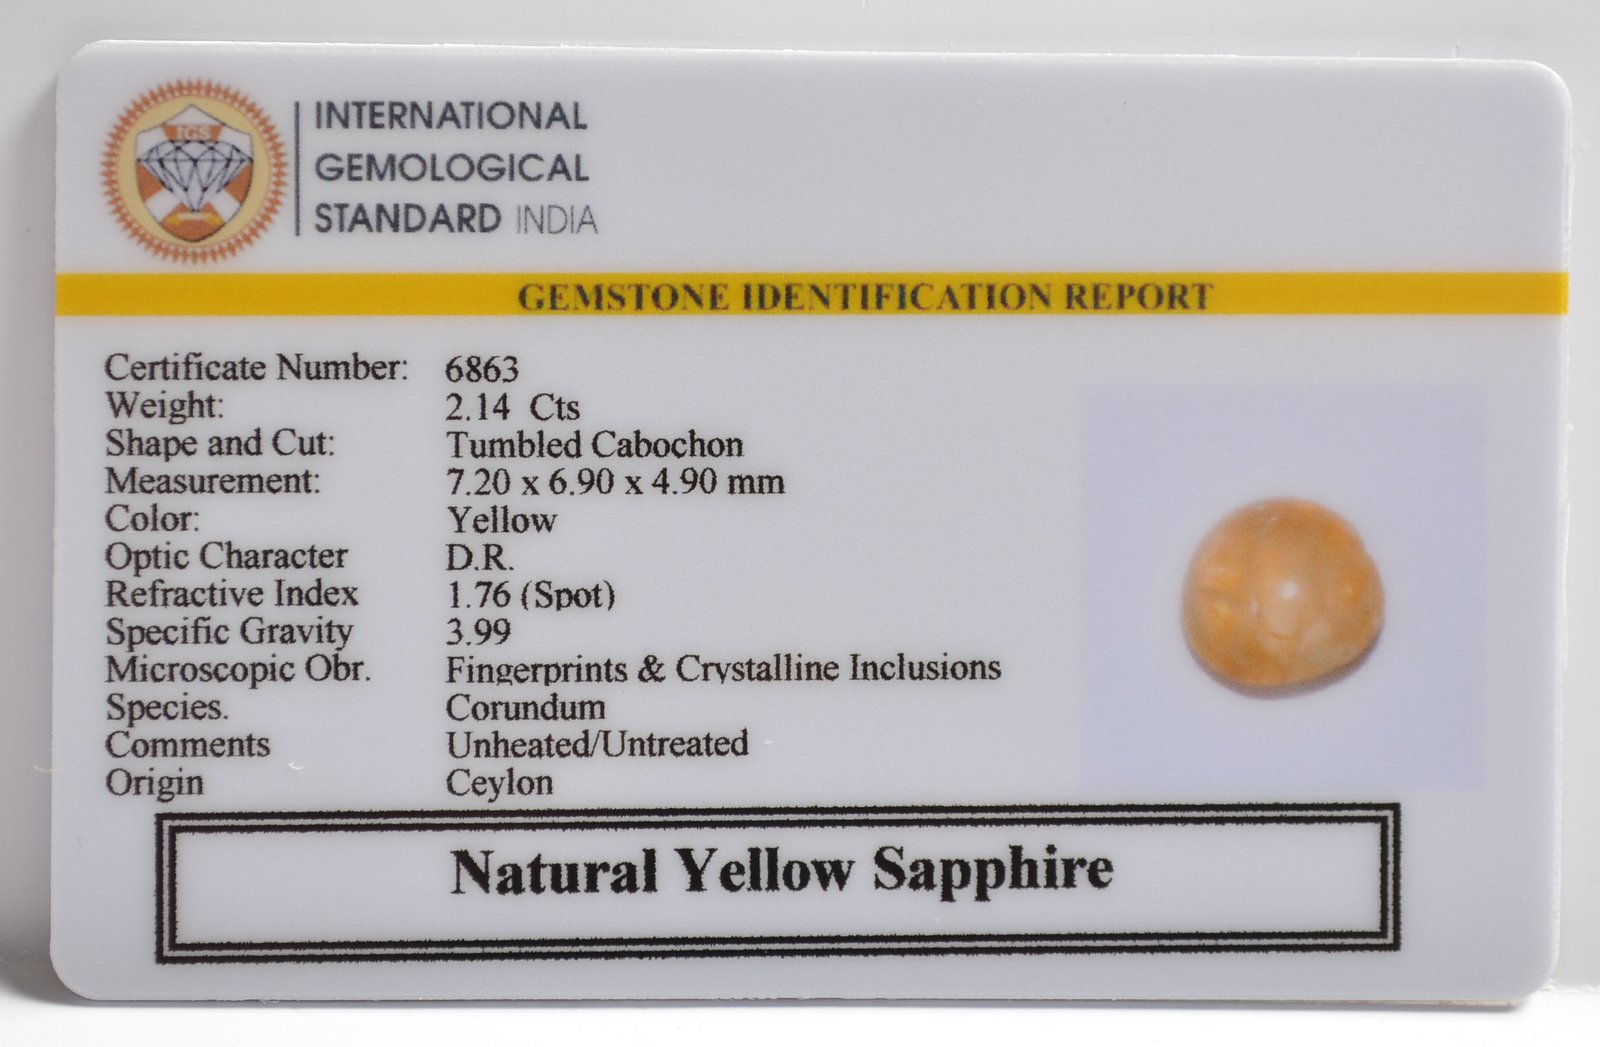 IGS
INTERNATIONAL
GEMOLOGICAL
STANDARD INDIA
GEMSTONE IDENTIFICATION REPORT
Certificate Number: 6863
Weight: 2.14 Cts
Shape and Cut: Tumbled Cabochon
Measurement: 7.20 x 6.90 x 4.90 mm
Color: Yellow
Optic Character D.R.
Refractive Index 1.76 (Spot)
Specific Gravity 3.99
Microscopic Obr. Fingerprints & Crystalline Inclusions
Species. Corundum
Comments Unheated/Untreated
Origin Ceylon
Natural Yellow Sapphire